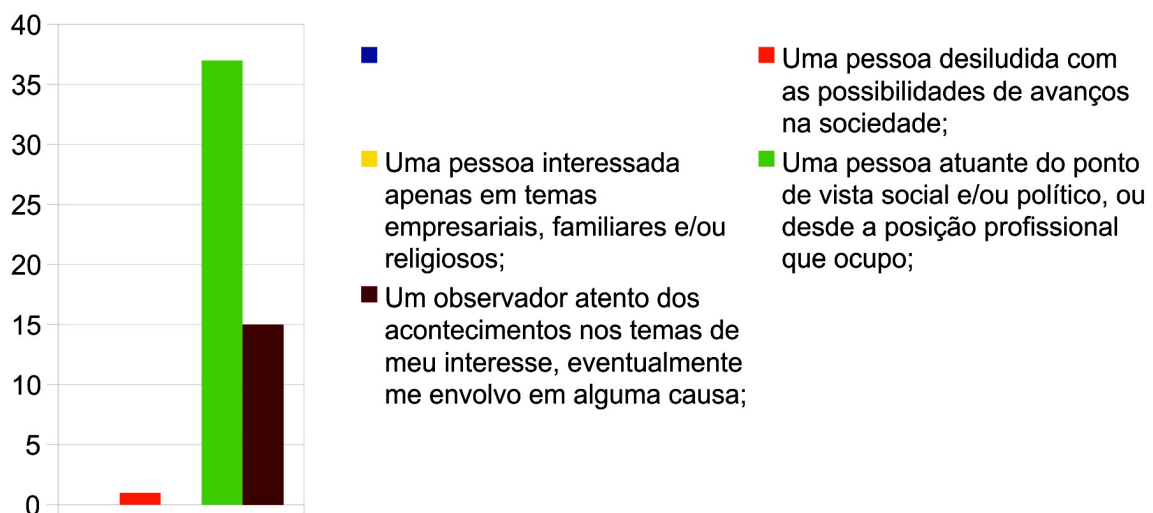 40
35
30
25
20
15
10
5
0
Uma pessoa desiludida com
as possibilidades de avanços
na sociedade;
Uma pessoa interessada
apenas em temas
empresariais, familiares e/ou
religiosos;
Uma pessoa atuante do ponto
de vista social e/ou político, ou
desde a posição profissional
que ocupo;
Um observador atento dos
acontecimentos nos temas de
meu interesse, eventualmente
me envolvo em alguma causa;